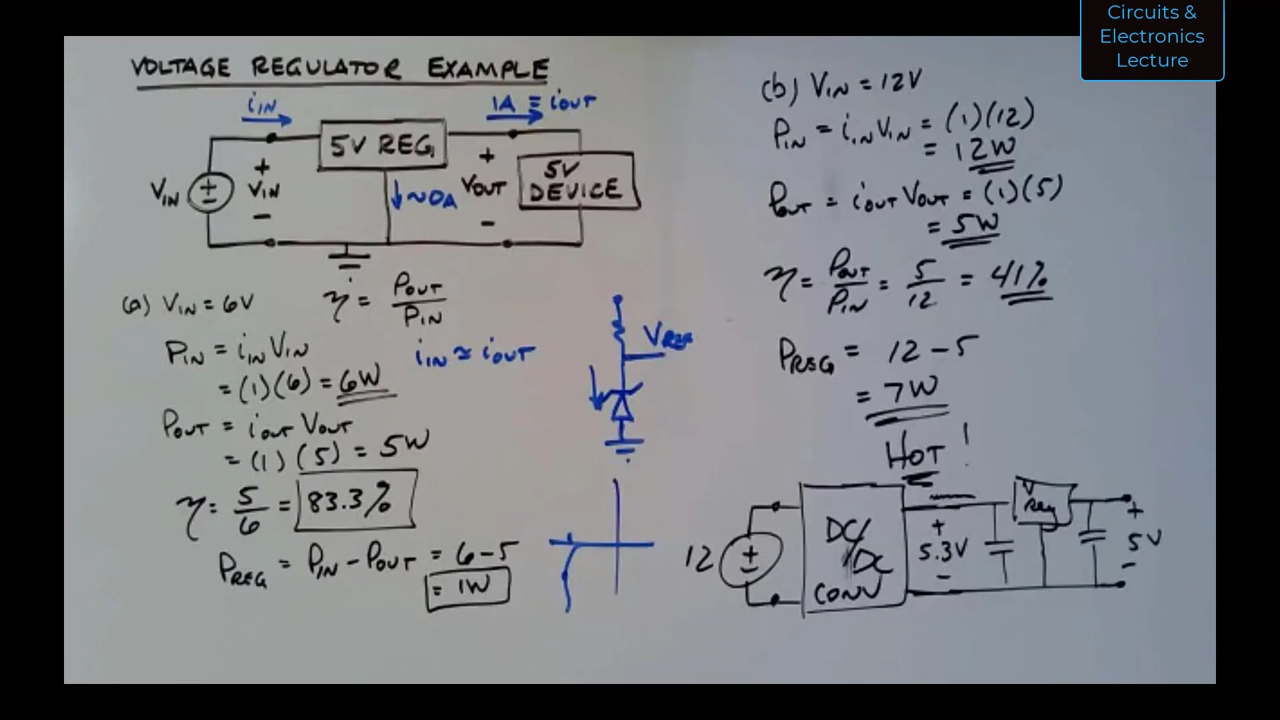 Circuits &
Electronics
Lecture
VOLTAGE REGULATOR EXAMPLE
iIN
1A ≡ iOUT
5V REG.
VIN
+
VIN
-
↓ ~0A
+
VOUT
-
5V
DEVICE
(a) VIN = 6V
η = POUT / PIN
PIN = iIN VIN
= (1)(6) = 6W
iIN ≈ iOUT
POUT = iOUT VOUT
= (1) (5) = 5W
η = 5/6 = 83.3%
PREG = PIN - POUT = 6-5
= 1W
VREG
(b) VIN = 12V
PIN = iIN VIN = (1)(12)
= 12W
POUT = iOUT VOUT = (1)(5)
= 5W
η = POUT/PIN = 5/12 = 41%
PREG = 12 - 5
= 7W
HOT!
12
DC/
DC
CONV
+
5.3V
-
V
REG
+
5V
-